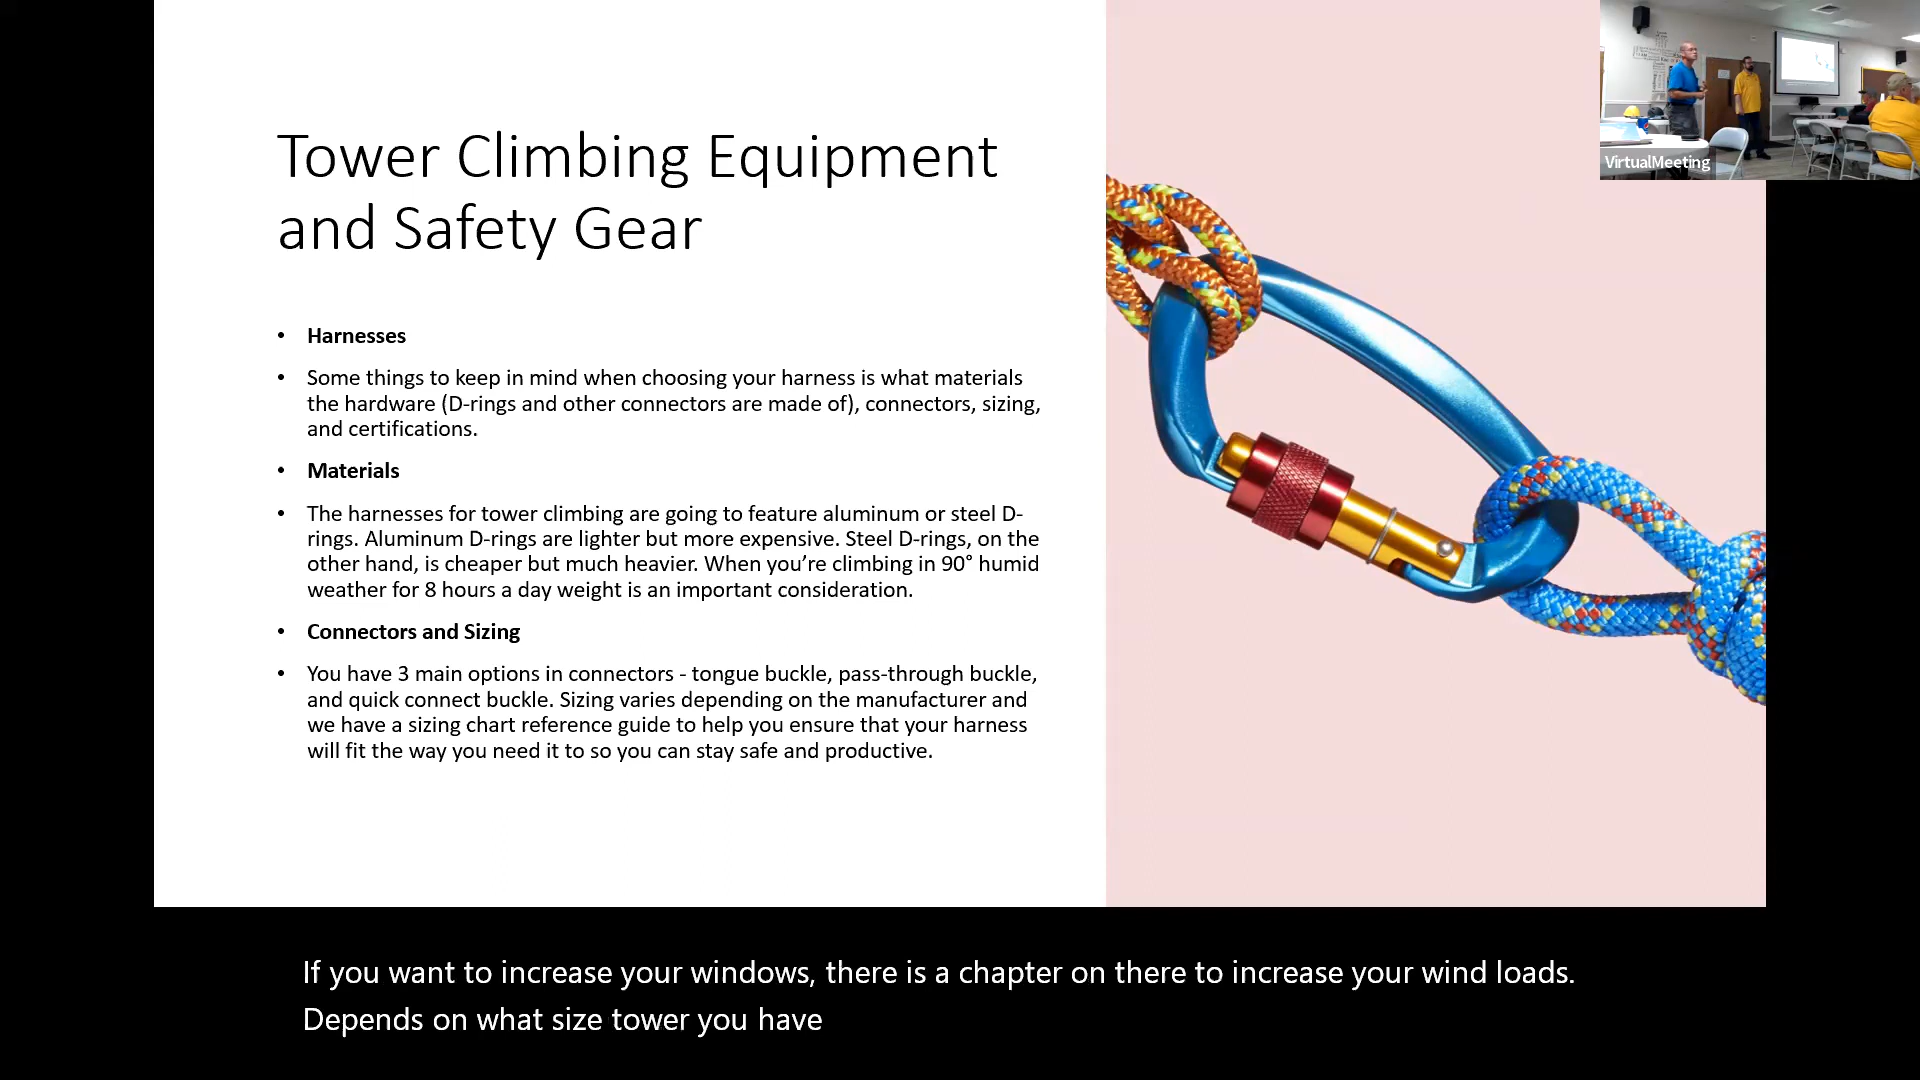 Tower Climbing Equipment
and Safety Gear
• Harnesses
• Some things to keep in mind when choosing your harness is what materials
the hardware (D-rings and other connectors are made of), connectors, sizing,
and certifications.
• Materials
• The harnesses for tower climbing are going to feature aluminum or steel D-
rings. Aluminum D-rings are lighter but more expensive. Steel D-rings, on the
other hand, is cheaper but much heavier. When you’re climbing in 90° humid
weather for 8 hours a day weight is an important consideration.
• Connectors and Sizing
• You have 3 main options in connectors - tongue buckle, pass-through buckle,
and quick connect buckle. Sizing varies depending on the manufacturer and
we have a sizing chart reference guide to help you ensure that your harness
will fit the way you need it to so you can stay safe and productive.
VirtualMeeting
If you want to increase your windows, there is a chapter on there to increase your wind loads.
Depends on what size tower you have